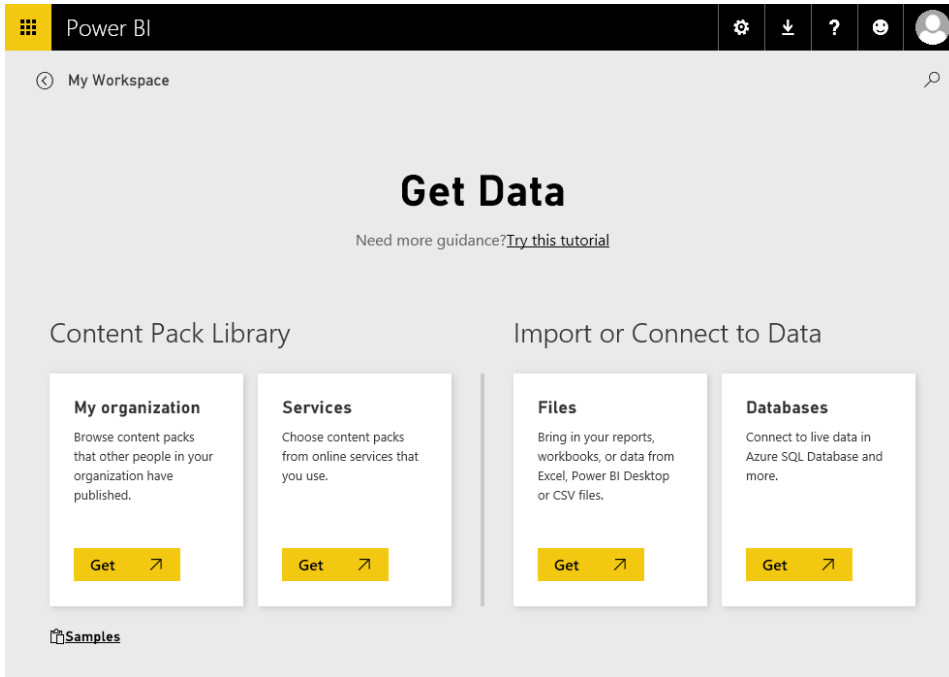 Power BI
?
My Workspace
Get Data
Need more guidance?Try this tutorial
Content Pack Library
Import or Connect to Data
My organization
Browse content packs
that other people in your
organization have
published.
Get
Services
Choose content packs
from online services that
you use.
Get
Files
Bring in your reports,
workbooks, or data from
Excel, Power BI Desktop
or CSV files.
Get
Databases
Connect to live data in
Azure SQL Database and
more.
Get
Samples